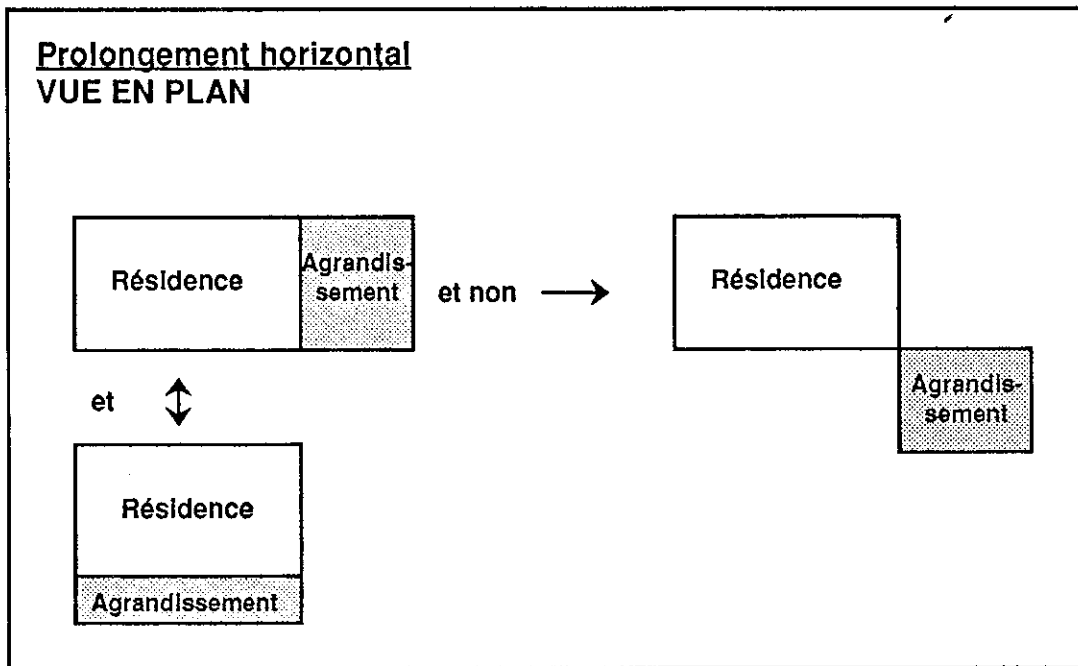 Prolongement horizontal
VUE EN PLAN
Résidence
Agrandis-
sement
et non
Résidence
Agrandis-
sement
et
Résidence
Agrandissement